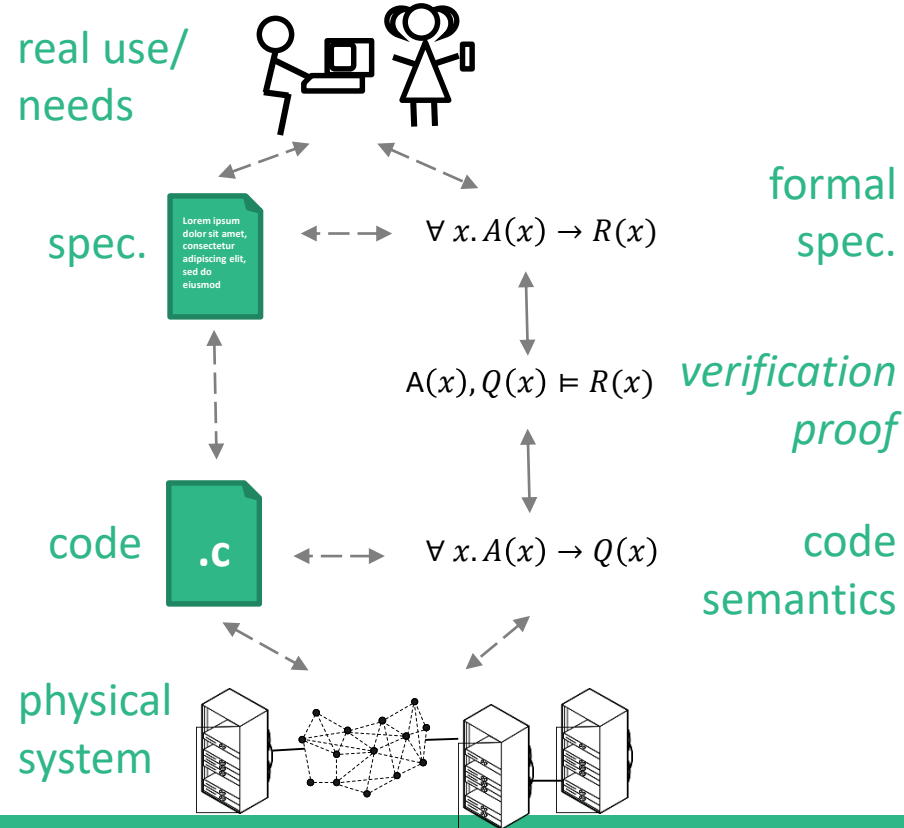 real use/
needs
formal
spec.
spec.
Lorem ipsum
dolor sit amet,
consectetur
adipiscing elit,
sed do
eiusmod
∀ x. A(x) → R(x)
A(x), Q(x) ⊨ R(x)
verification
proof
code
.c
∀ x. A(x) → Q(x)
code
semantics
physical
system